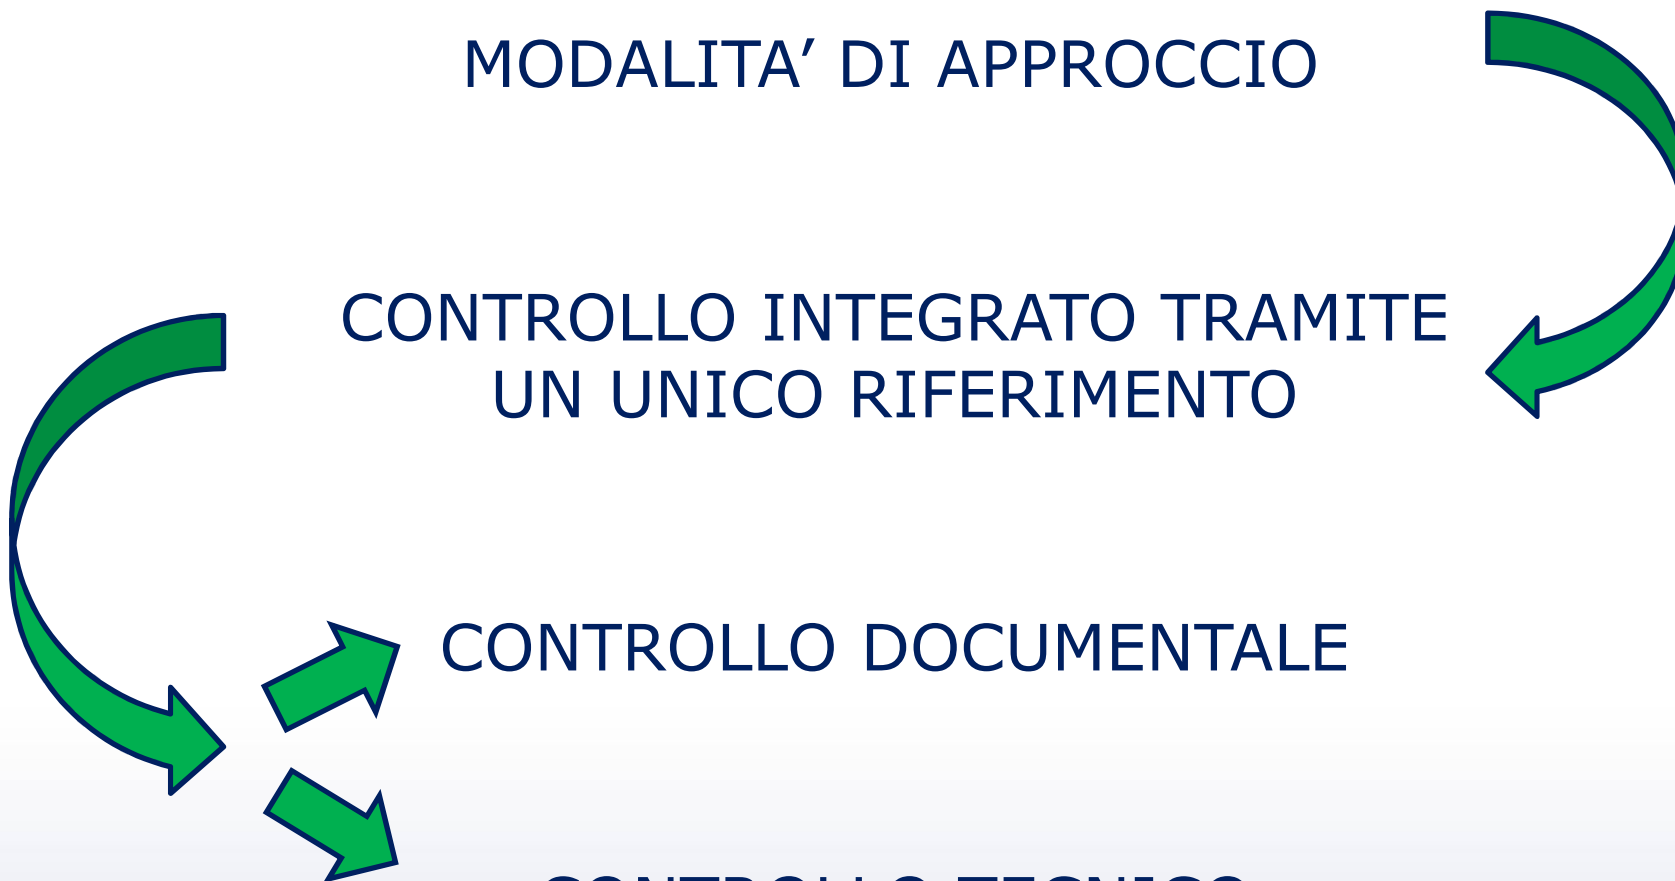 MODALITA’ DI APPROCCIO
CONTROLLO INTEGRATO TRAMITE
UN UNICO RIFERIMENTO
CONTROLLO DOCUMENTALE